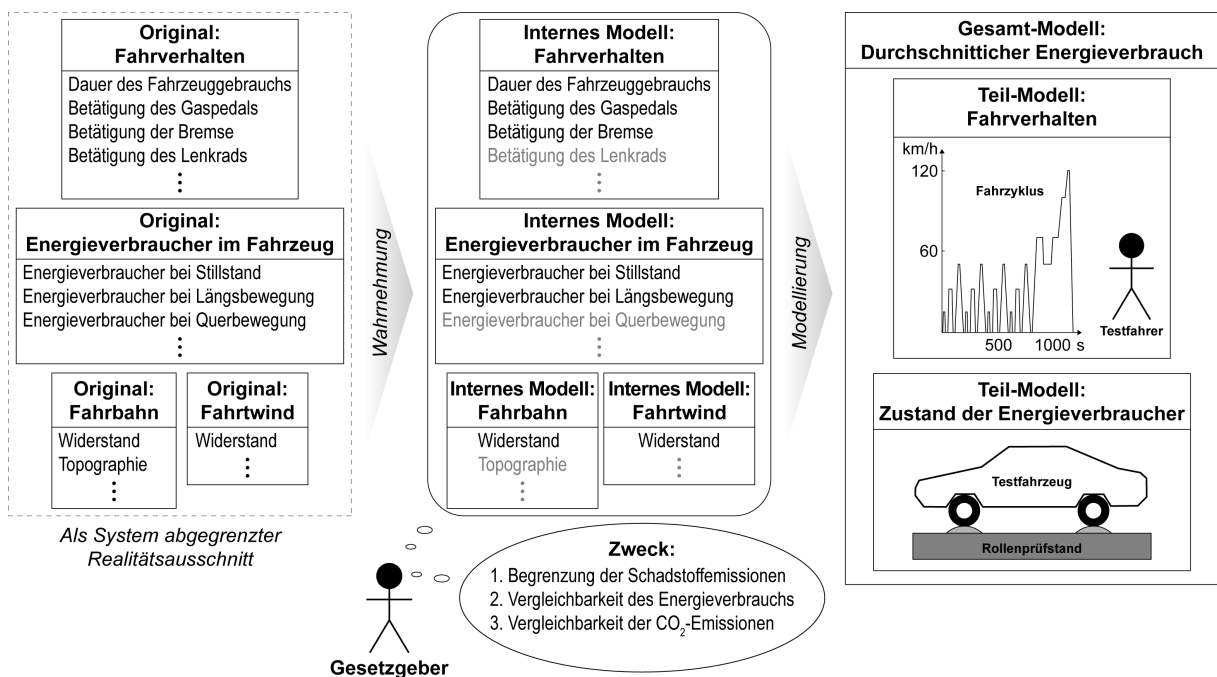 Original:
Fahrverhalten
Dauer des Fahrzeuggebrauchs
Betätigung des Gaspedals
Betätigung der Bremse
Betätigung des Lenkrads
Original:
Energieverbraucher im Fahrzeug
Energieverbraucher bei Stillstand
Energieverbraucher bei Längsbewegung
Energieverbraucher bei Querbewegung
Original:
Fahrbahn
Widerstand
Topographie
Original:
Fahrtwind
Widerstand
Als System abgegrenzter
Realitätsausschnitt
Wahrnehmung
Internes Modell:
Fahrverhalten
Dauer des Fahrzeuggebrauchs
Betätigung des Gaspedals
Betätigung der Bremse
Betätigung des Lenkrads
Internes Modell:
Energieverbraucher im Fahrzeug
Energieverbraucher bei Stillstand
Energieverbraucher bei Längsbewegung
Energieverbraucher bei Querbewegung
Internes Modell:
Fahrbahn
Widerstand
Topographie
Internes Modell:
Fahrtwind
Widerstand
Zweck:
1. Begrenzung der Schadstoffemissionen
2. Vergleichbarkeit des Energieverbrauchs
3. Vergleichbarkeit der CO₂-Emissionen
Gesetzgeber
Modellierung
Gesamt-Modell:
Durchschnitticher Energieverbrauch
Teil-Modell:
Fahrverhalten
km/h
120
Fahrzyklus
60
500
1000 s
Testfahrer
Teil-Modell:
Zustand der Energieverbraucher
Testfahrzeug
Rollenprüfstand